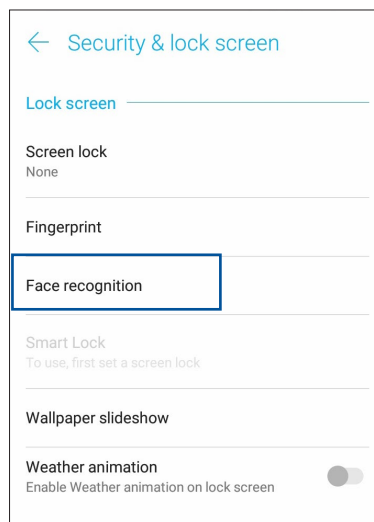 Security & lock screen
Lock screen
Screen lock
None
Fingerprint
Face recognition
Smart Lock
To use, first set a screen lock
Wallpaper slideshow
Weather animation
Enable Weather animation on lock screen